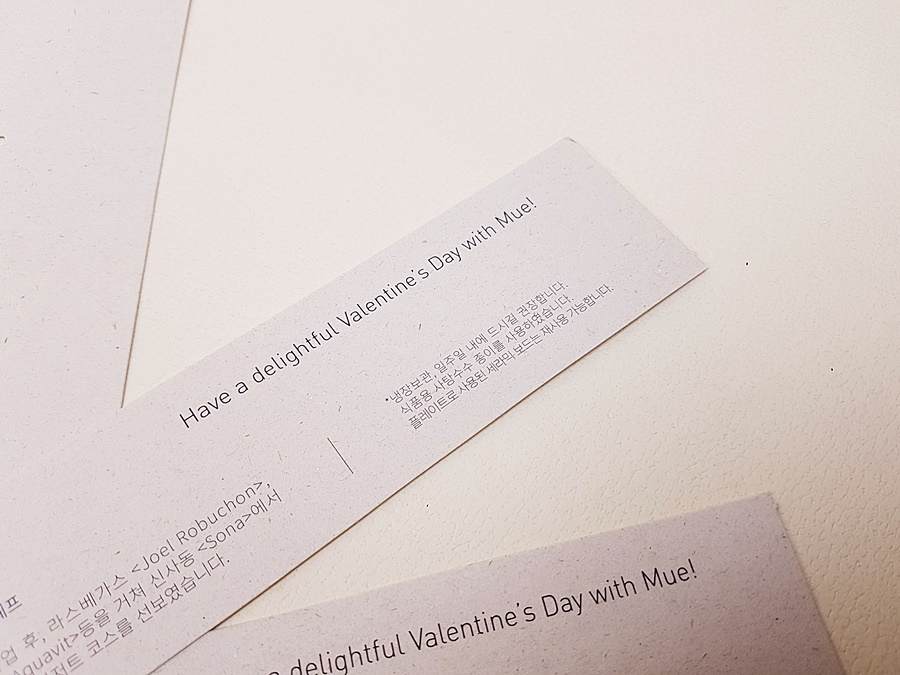 Have a delightful Valentine's Day with Mue!
•냉장보관, 일주일 내에 드시길 권장합니다.
식품용 사탕수수 종이를 사용하였습니다.
플레이트로 사용된 세라믹 보드는 재사용 가능합니다.
후, 라스베가스 <Joel Robuchon>,
Aquavit>등을 거쳐 신사동 <Sona>에서
코스를 선보였습니다.
delightful Valentine's Day with Mue!